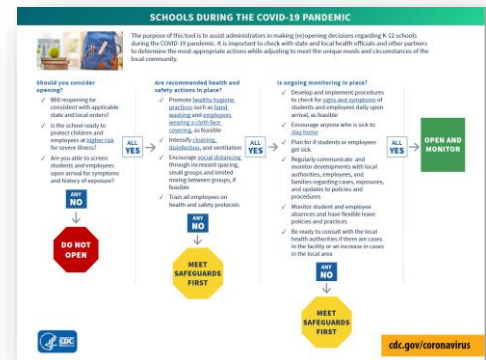 SCHOOLS DURING THE COVID-19 PANDEMIC
The purpose of this tool is to assist administrators in making (re)opening decisions regarding K-12 schools
during the COVID-19 pandemic. It is important to check with state and local health officials and other partners
to determine the most appropriate actions while adjusting to meet the unique needs and circumstances of the
local community.
Should you consider
opening?
✓ Will reopening be
consistent with applicable
state and local orders?
✓ Is the school ready to
protect children and
employees at higher risk
for severe illness?
✓ Are you able to screen
students and employees
upon arrival for symptoms
and history of exposure?
ANY
NO
DO NOT
OPEN
ALL
YES
Are recommended health and
safety actions in place?
✓ Promote healthy hygiene
practices such as hand
washing and employees
wearing a cloth face
covering, as feasible
✓ Intensify cleaning,
disinfection, and ventilation
✓ Encourage social distancing
through increased spacing,
small groups and limited
mixing between groups, if
feasible
✓ Train all employees on
health and safety protocols
ANY
NO
MEET
SAFEGUARDS
FIRST
ALL
YES
Is ongoing monitoring in place?
✓ Develop and implement procedures
to check for signs and symptoms of
students and employees daily upon
arrival, as feasible
✓ Encourage anyone who is sick to
stay home
✓ Plan for if students or employees
get sick
✓ Regularly communicate and
monitor developments with local
authorities, employees, and
families regarding cases, exposures,
and updates to policies and
procedures
✓ Monitor student and employee
absences and have flexible leave
policies and practices
✓ Be ready to consult with the local
health authorities if there are cases
in the facility or an increase in cases
in the local area
ANY
NO
MEET
SAFEGUARDS
FIRST
ALL
YES
OPEN AND
MONITOR
CDC
cdc.gov/coronavirus